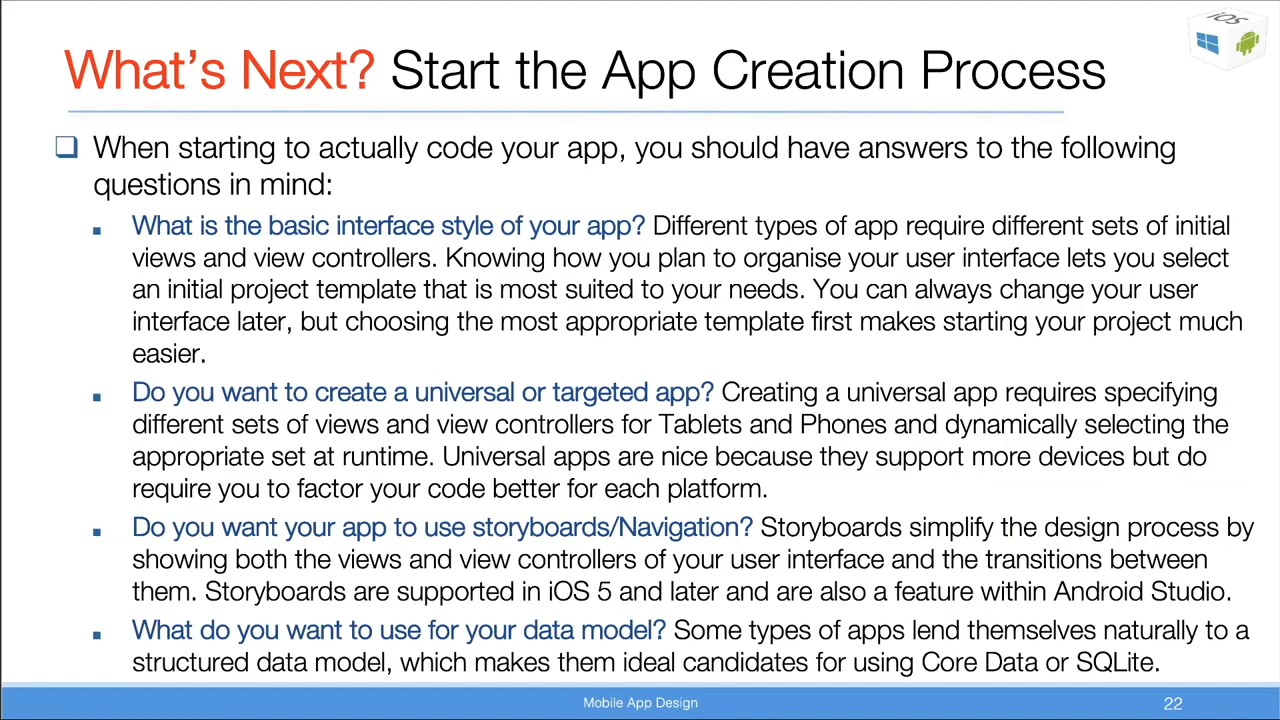 iOS
What's Next? Start the App Creation Process
When starting to actually code your app, you should have answers to the following
questions in mind:
What is the basic interface style of your app? Different types of app require different sets of initial
views and view controllers. Knowing how you plan to organise your user interface lets you select
an initial project template that is most suited to your needs. You can always change your user
interface later, but choosing the most appropriate template first makes starting your project much
easier.
Do you want to create a universal or targeted app? Creating a universal app requires specifying
different sets of views and view controllers for Tablets and Phones and dynamically selecting the
appropriate set at runtime. Universal apps are nice because they support more devices but do
require you to factor your code better for each platform.
Do you want your app to use storyboards/Navigation? Storyboards simplify the design process by
showing both the views and view controllers of your user interface and the transitions between
them. Storyboards are supported in iOS 5 and later and are also a feature within Android Studio.
What do you want to use for your data model? Some types of apps lend themselves naturally to a
structured data model, which makes them ideal candidates for using Core Data or SQLite.
Mobile App Design
22